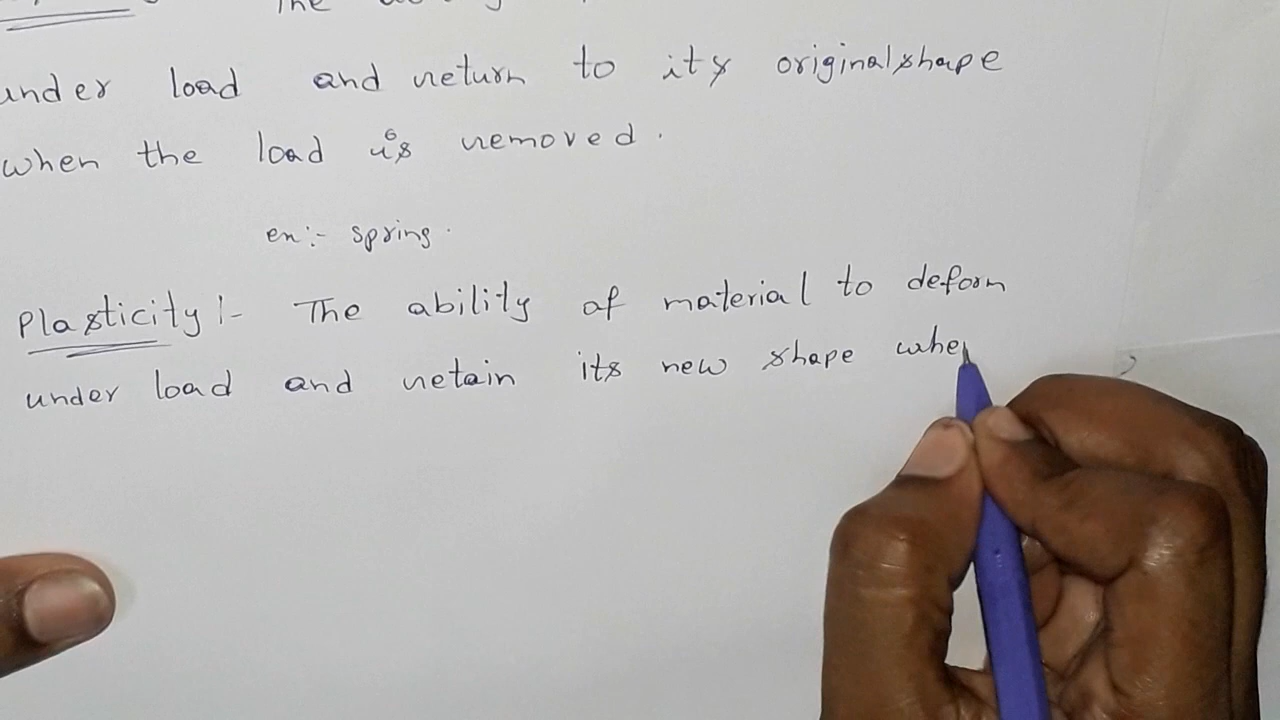 The
under load and return to its original shape
when the load is removed.
ex:- spring.
Plasticity:- The ability of material to deform
under load and retain its new shape whe